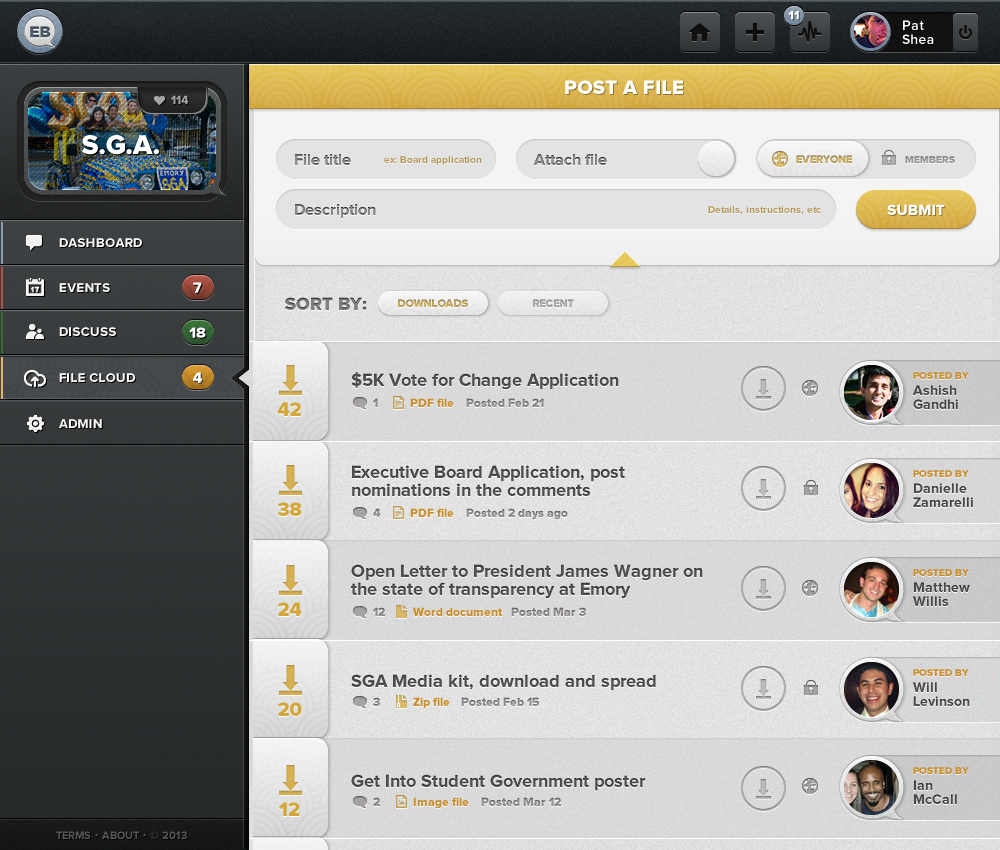 EB
11
Pat
Shea
114
S.G.A.
EMORY
SGA
DASHBOARD
17
EVENTS
7
DISCUSS
18
FILE CLOUD
4
ADMIN
TERMS • ABOUT • © 2013
POST A FILE
File title ex: Board application
Attach file
EVERYONE
MEMBERS
Description Details, instructions, etc
SUBMIT
SORT BY: DOWNLOADS RECENT
42
$5K Vote for Change Application
1 PDF file Posted Feb 21
POSTED BY
Ashish
Gandhi
38
Executive Board Application, post
nominations in the comments
4 PDF file Posted 2 days ago
POSTED BY
Danielle
Zamarelli
24
Open Letter to President James Wagner on
the state of transparency at Emory
12 Word document Posted Mar 3
POSTED BY
Matthew
Willis
20
SGA Media kit, download and spread
3 Zip file Posted Feb 15
POSTED BY
Will
Levinson
12
Get Into Student Government poster
2 Image file Posted Mar 12
POSTED BY
Ian
McCall